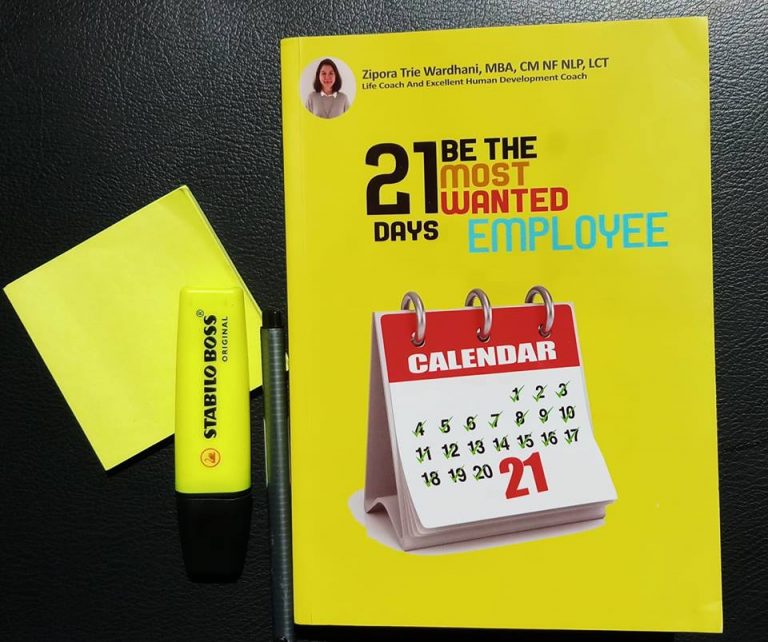 Zipora Trie Wardhani, MBA, CM NF NLP, LCT
Life Coach And Excellent Human Development Coach
21 BE THE
MOST
WANTED
DAYS EMPLOYEE
STABILO BOSS®
ORIGINAL
CALENDAR
1 2 3
4 5 6 7 8 9 10
11 12 13 14 15 16 17
18 19 20 21